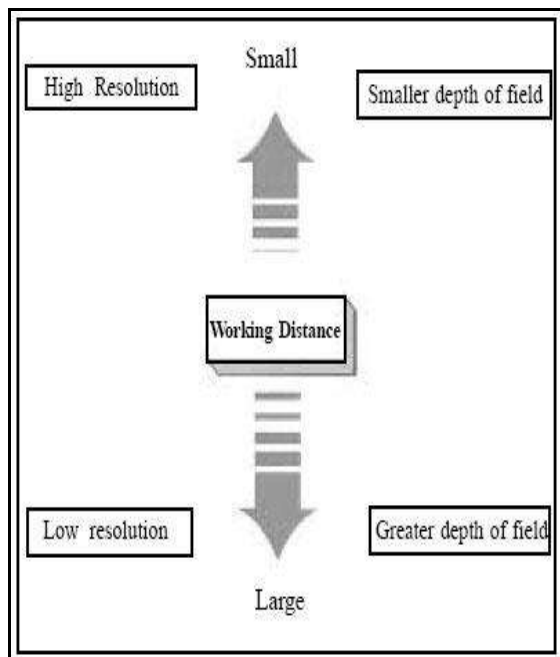 Small
High Resolution
Smaller depth of field
Working Distance
Low resolution
Greater depth of field
Large